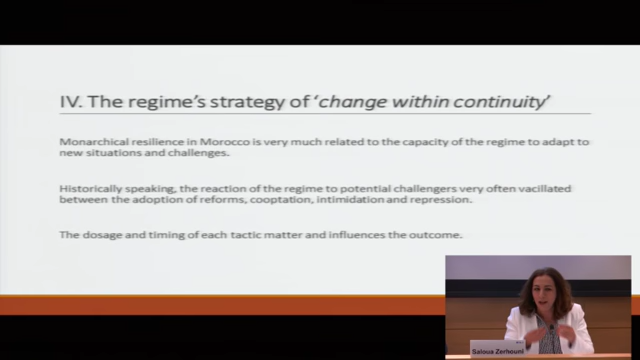 IV. The regime's strategy of 'change within continuity'
Monarchical resilience in Morocco is very much related to the capacity of the regime to adapt to
new situations and challenges.
Historically speaking, the reaction of the regime to potential challengers very often vacillated
between the adoption of reforms, cooptation, intimidation and repression.
The dosage and timing of each tactic matter and influences the outcome.
Saloua Zerhouni